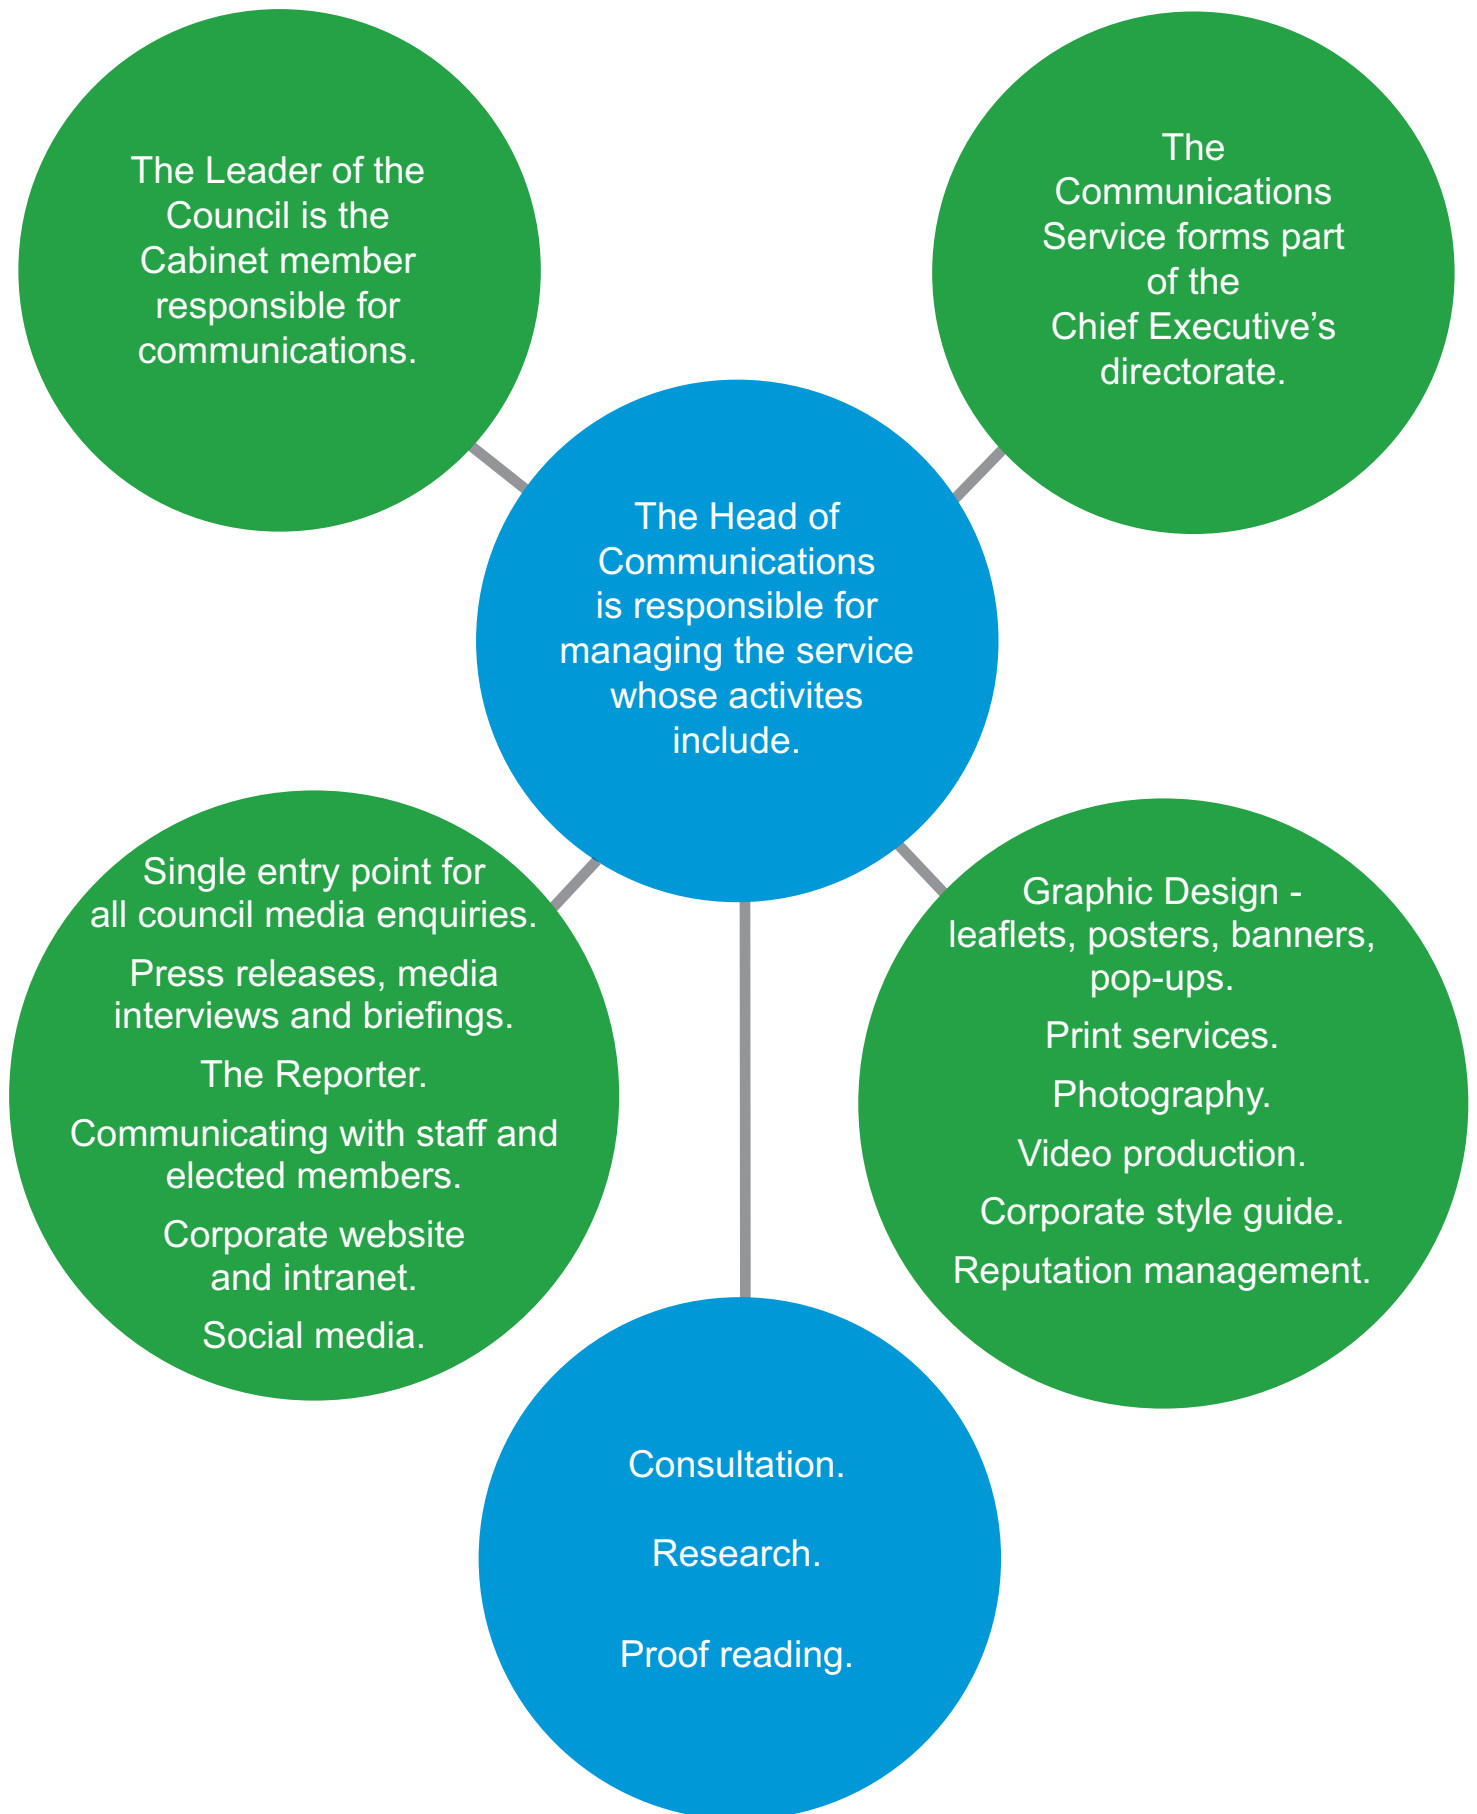 The Leader of the
Council is the
Cabinet member
responsible for
communications.
The
Communications
Service forms part
of the
Chief Executive’s
directorate.
The Head of
Communications
is responsible for
managing the service
whose activites
include.
Single entry point for
all council media enquiries.
Press releases, media
interviews and briefings.
The Reporter.
Communicating with staff and
elected members.
Corporate website
and intranet.
Social media.
Graphic Design -
leaflets, posters, banners,
pop-ups.
Print services.
Photography.
Video production.
Corporate style guide.
Reputation management.
Consultation.
Research.
Proof reading.